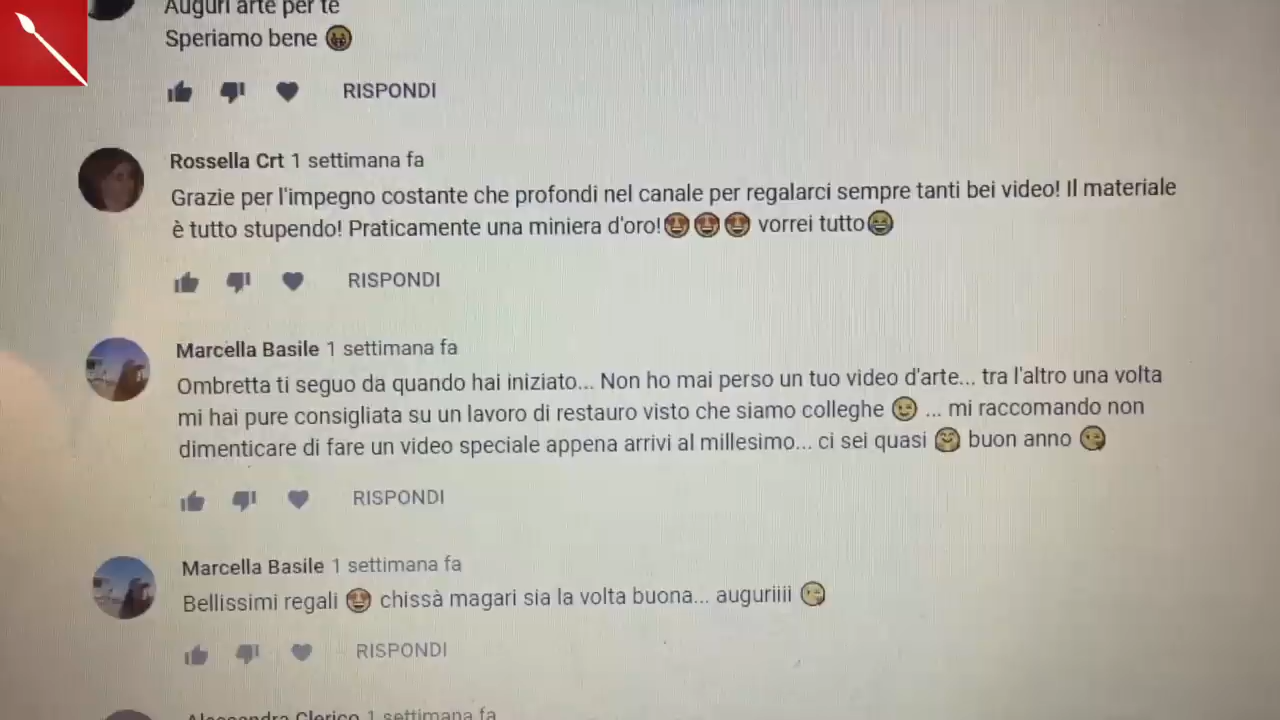 Auguri arte per te
Speriamo bene 😁
RISPONDI
Rossella Crt 1 settimana fa
Grazie per l'impegno costante che profondi nel canale per regalarci sempre tanti bei video! Il materiale
è tutto stupendo! Praticamente una miniera d'oro!🤩🤩🤩 vorrei tutto😂
RISPONDI
Marcella Basile 1 settimana fa
Ombretta ti seguo da quando hai iniziato... Non ho mai perso un tuo video d'arte... tra l'altro una volta
mi hai pure consigliata su un lavoro di restauro visto che siamo colleghe 😉 ... mi raccomando non
dimenticare di fare un video speciale appena arrivi al millesimo... ci sei quasi 🤗 buon anno 😘
RISPONDI
Marcella Basile 1 settimana fa
Bellissimi regali 🤩 chissà magari sia la volta buona... auguriiii 😘
RISPONDI
Alessandra Clerico 1 settimana fa